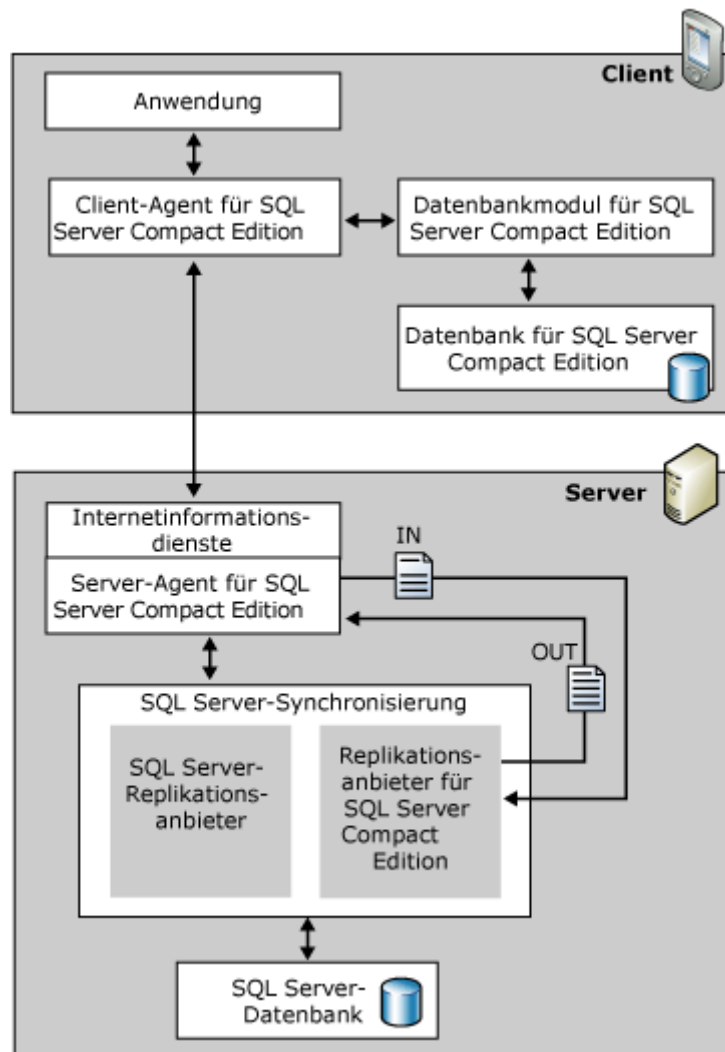 Client
Anwendung
Client-Agent für SQL
Server Compact Edition
Datenbankmodul für SQL
Server Compact Edition
Datenbank für SQL Server
Compact Edition
Server
Internetinformations-
dienste
Server-Agent für SQL
Server Compact Edition
IN
OUT
SQL Server-Synchronisierung
SQL Server-
Replikations-
anbieter
Replikations-
anbieter für
SQL Server
Compact
Edition
SQL Server-
Datenbank